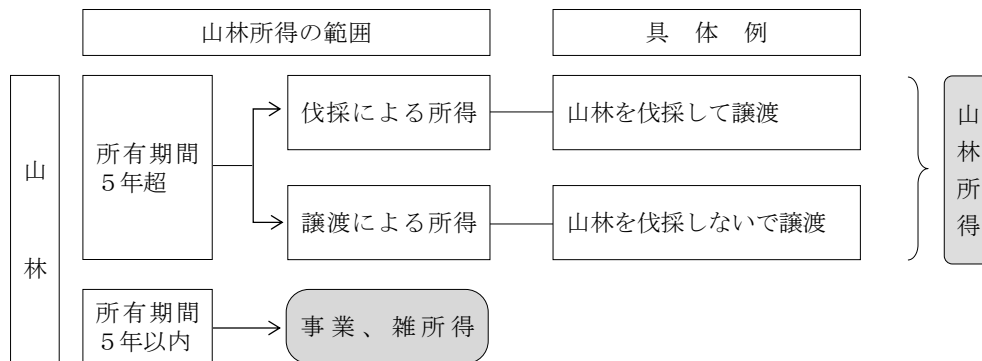 山林所得の範囲
具体例
山林
所有期間
５年超
伐採による所得
山林を伐採して譲渡
譲渡による所得
山林を伐採しないで譲渡
山林所得
所有期間
５年以内
事業、雑所得